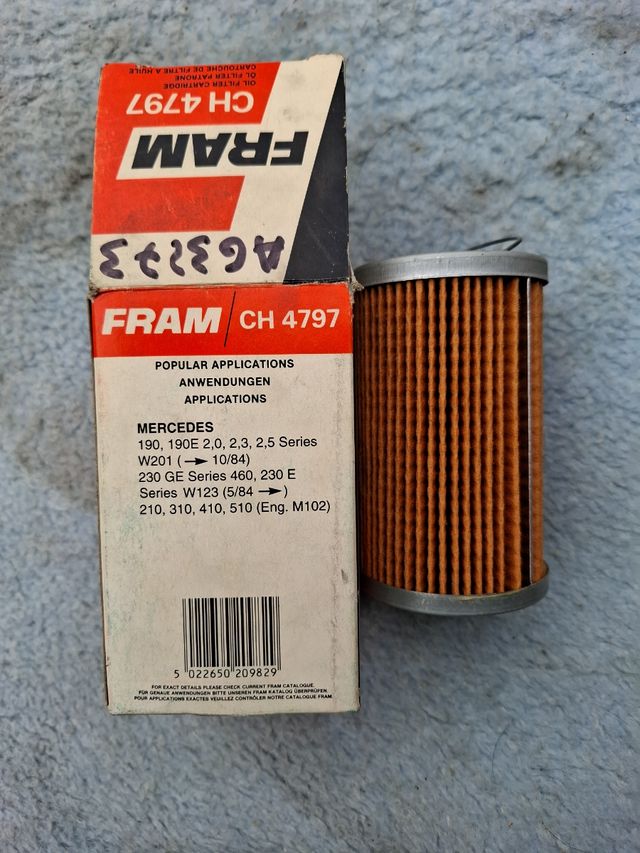 OIL FILTER CARTRIDGE
ÖL FILTER PATRONE
CARTOUCHE DE FILTRE A HUILE
CH 4797
FRAM
AG3273
FRAM / CH 4797
POPULAR APPLICATIONS
ANWENDUNGEN
APPLICATIONS
MERCEDES
190, 190E 2,0, 2,3, 2,5 Series
W201 (→ 10/84)
230 GE Series 460, 230 E
Series W123 (5/84 →)
210, 310, 410, 510 (Eng. M102)
5 022650 209829
FOR EXACT DETAILS PLEASE CHECK CURRENT FRAM CATALOGUE.
FÜR GENAUE ANWENDUNGEN BITTE UNSEREN FRAM KATALOG ÜBERPRÜFEN.
POUR APPLICATIONS EXACTES VEUILLEZ CONTRÔLER NOTRE CATALOGUE FRAM.